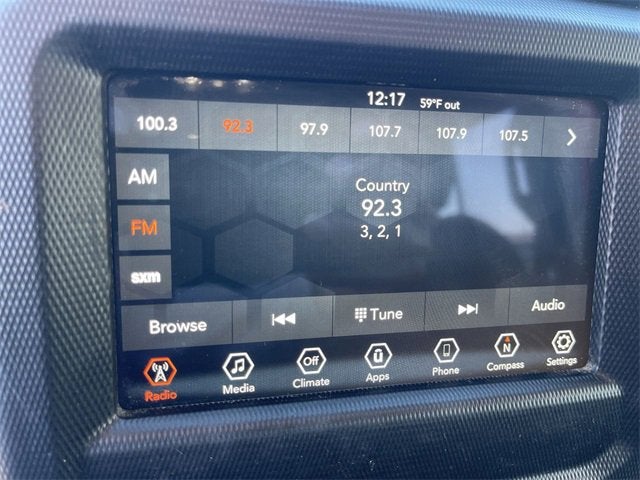 12:17 59°F out
100.3 92.3 97.9 107.7 107.9 107.5
AM
FM
sxm
Country
92.3
3, 2, 1
Browse Tune Audio
Off N
Radio Media Climate Apps Phone Compass Settings